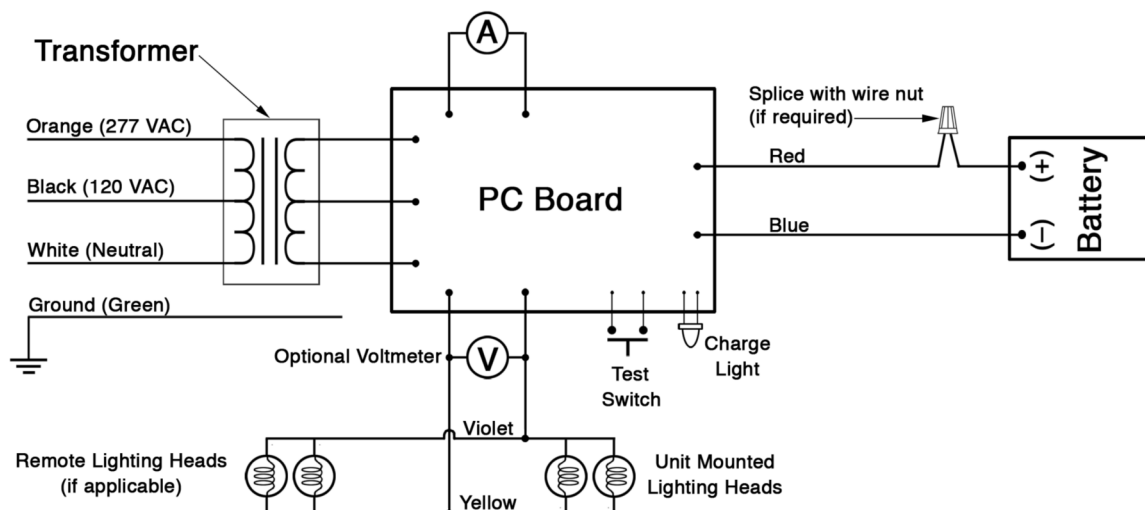 A
Transformer
Orange (277 VAC)
Black (120 VAC)
White (Neutral)
Ground (Green)
PC Board
Splice with wire nut
(if required)
Red
Blue
(+)
(–)
Battery
Optional Voltmeter
V
Test
Switch
Charge
Light
Violet
Remote Lighting Heads
(if applicable)
Yellow
Unit Mounted
Lighting Heads